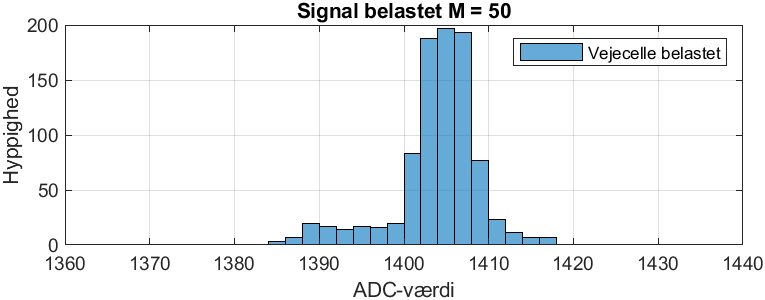 Signal belastet M = 50
Vejecelle belastet
Hyppighed
200
150
100
50
0
1360 1370 1380 1390 1400 1410 1420 1430 1440
ADC-værdi